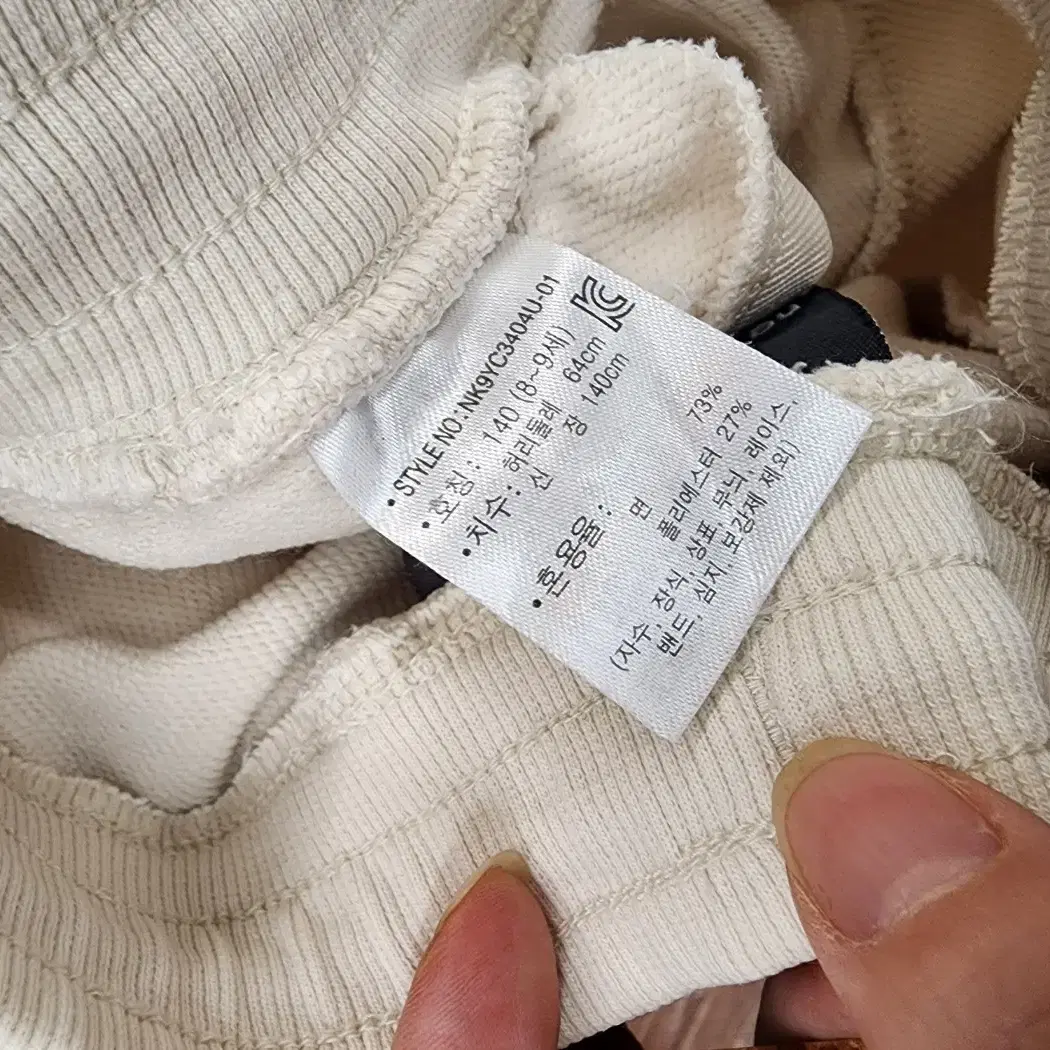 • STYLE NO : NK9YC3404U-01
• 호칭 : 140 (8~9세)
• 치수 : 허리둘레 64cm
신 장 140cm
• 혼용율 :
면 73%
폴리에스터 27%
(자수, 장식, 상표, 무늬, 레이스,
밴드, 심지, 보강재 제외)